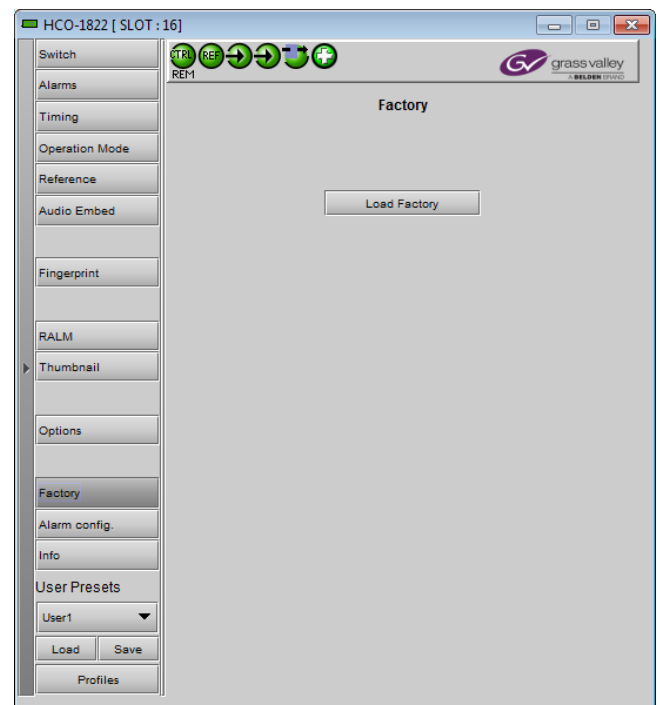 HCO-1822 [ SLOT : 16]
Switch
Alarms
Timing
Operation Mode
Reference
Audio Embed
Fingerprint
RALM
Thumbnail
Options
Factory
Alarm config.
Info
User Presets
User1
Load Save
Profiles
CTRL REF
REM
GV grass valley
A BELDEN BRAND
Factory
Load Factory